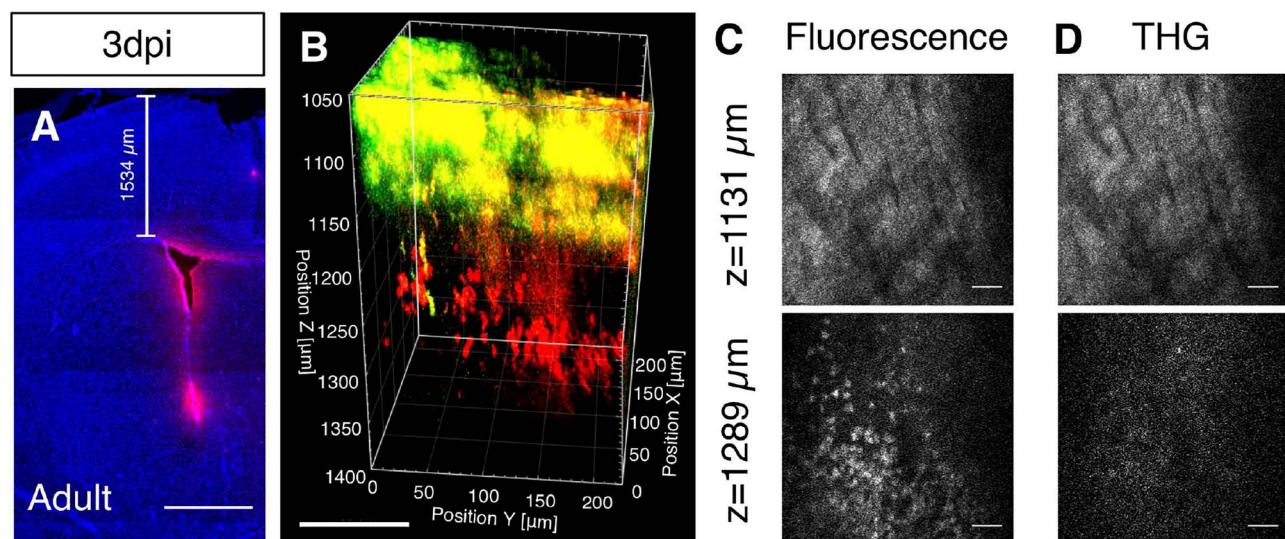 3dpi
A
1534 µm
Adult
B
1050
1100
1150
1200
1250
1300
1350
1400
Position Z [µm]
0
50
100
150
200
Position Y [µm]
200
150
100
50
0
Position X [µm]
C
Fluorescence
D
THG
z=1131 µm
z=1289 µm